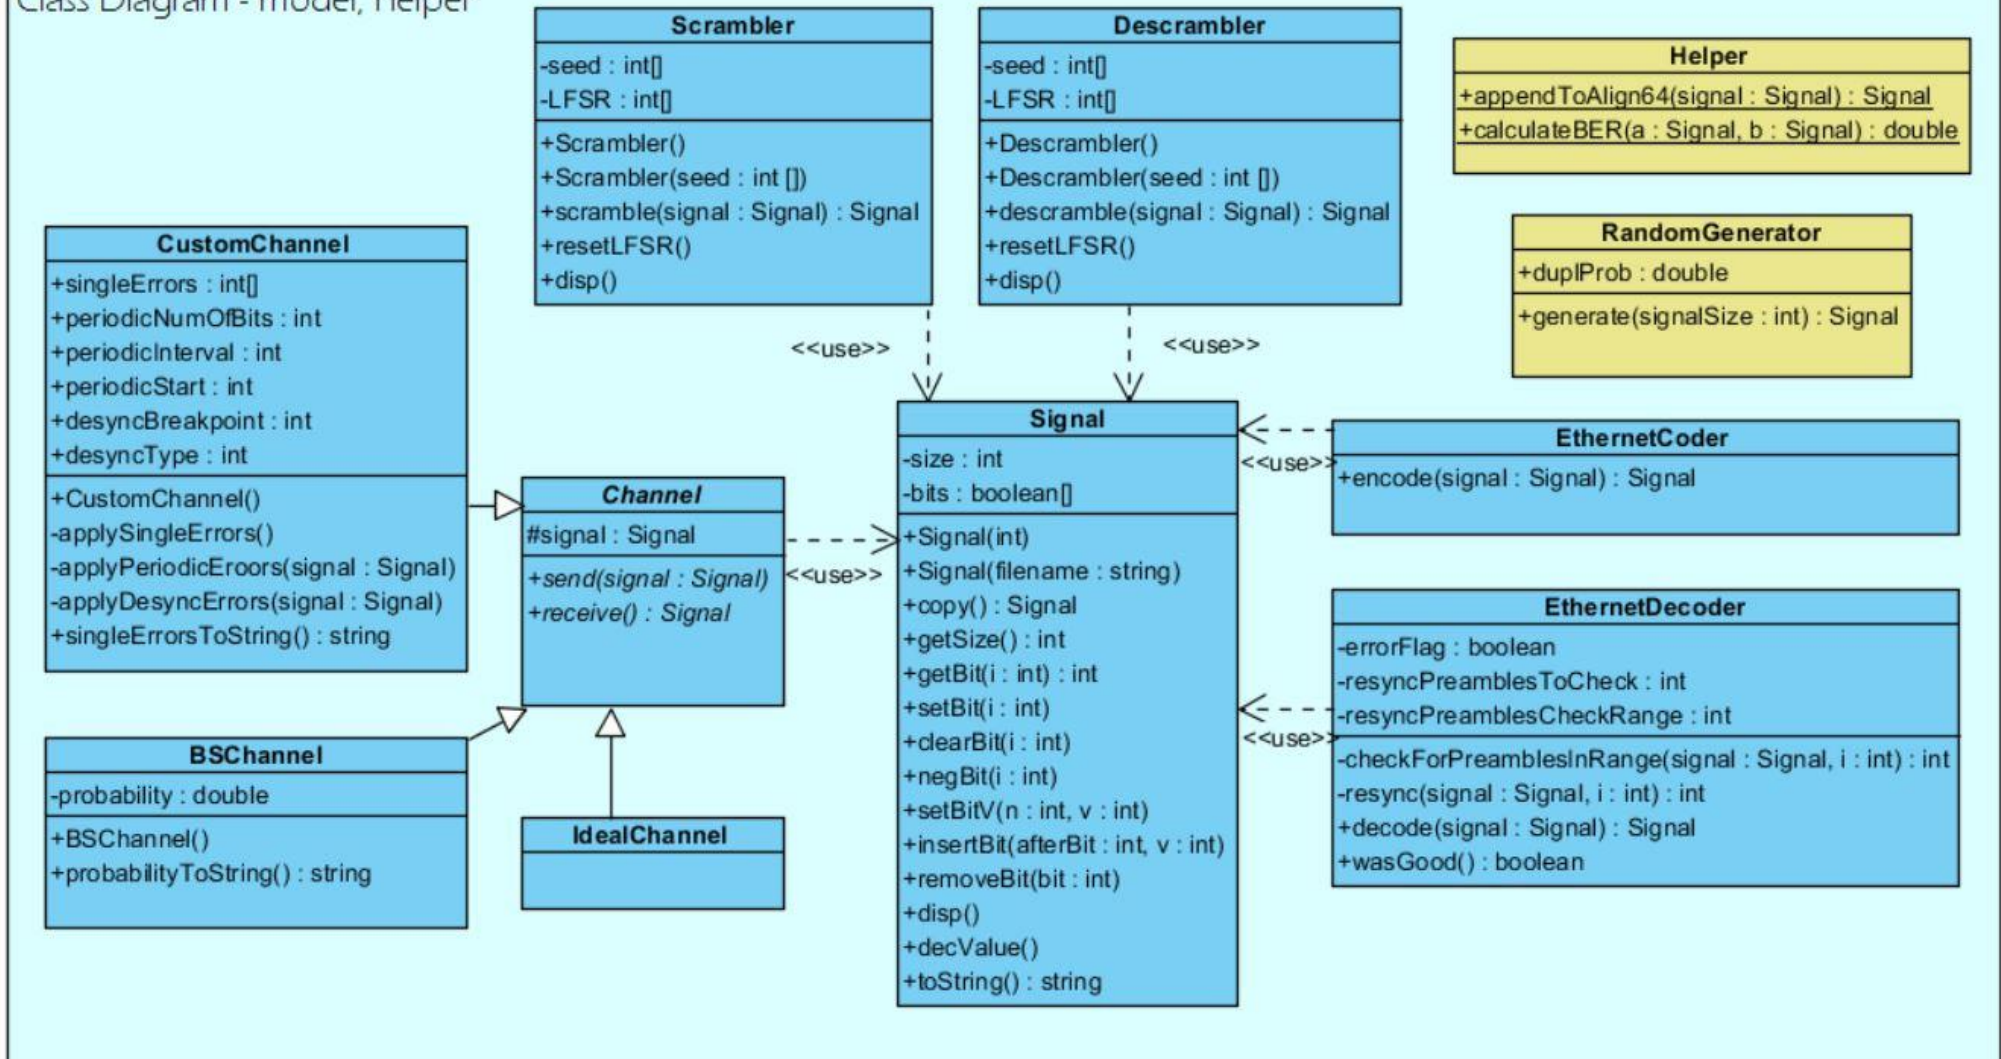 Class Diagram - model, Helper
Scrambler
-seed : int[]
-LFSR : int[]
+Scrambler()
+Scrambler(seed : int [])
+scramble(signal : Signal) : Signal
+resetLFSR()
+disp()
Descrambler
-seed : int[]
-LFSR : int[]
+Descrambler()
+Descrambler(seed : int [])
+descramble(signal : Signal) : Signal
+resetLFSR()
+disp()
Helper
+appendToAlign64(signal : Signal) : Signal
+calculateBER(a : Signal, b : Signal) : double
RandomGenerator
+duplProb : double
+generate(signalSize : int) : Signal
CustomChannel
+singleErrors : int[]
+periodicNumOfBits : int
+periodicInterval : int
+periodicStart : int
+desyncBreakpoint : int
+desyncType : int
+CustomChannel()
-applySingleErrors()
-applyPeriodicEroors(signal : Signal)
-applyDesyncErrors(signal : Signal)
+singleErrorsToString() : string
<<use>>
<<use>>
Channel
#signal : Signal
+send(signal : Signal)
+receive() : Signal
<<use>>
Signal
-size : int
-bits : boolean[]
+Signal(int)
+Signal(filename : string)
+copy() : Signal
+getSize() : int
+getBit(i : int) : int
+setBit(i : int)
+clearBit(i : int)
+negBit(i : int)
+setBitV(n : int, v : int)
+insertBit(afterBit : int, v : int)
+removeBit(bit : int)
+disp()
+decValue()
+toString() : string
<<use>>
EthernetCoder
+encode(signal : Signal) : Signal
<<use>>
EthernetDecoder
-errorFlag : boolean
-resyncPreamblesToCheck : int
-resyncPreamblesCheckRange : int
-checkForPreamblesInRange(signal : Signal, i : int) : int
-resync(signal : Signal, i : int) : int
+decode(signal : Signal) : Signal
+wasGood() : boolean
BSChannel
-probability : double
+BSChannel()
+probabilityToString() : string
IdealChannel